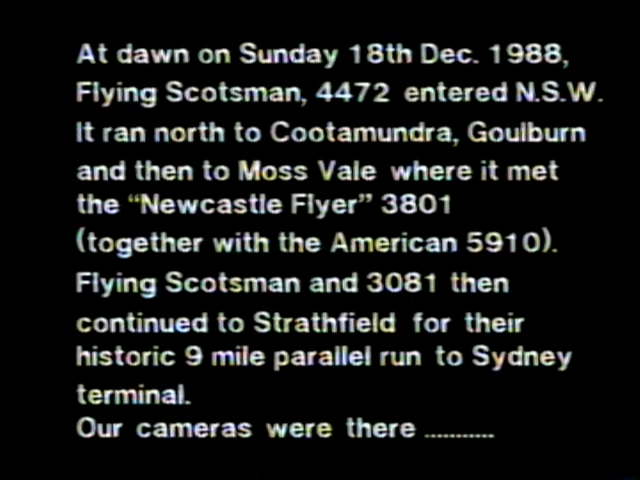 At dawn on Sunday 18th Dec. 1988,
Flying Scotsman, 4472 entered N.S.W.
It ran north to Cootamundra, Goulburn
and then to Moss Vale where it met
the “Newcastle Flyer” 3801
(together with the American 5910).
Flying Scotsman and 3081 then
continued to Strathfield for their
historic 9 mile parallel run to Sydney
terminal.
Our cameras were there ...........